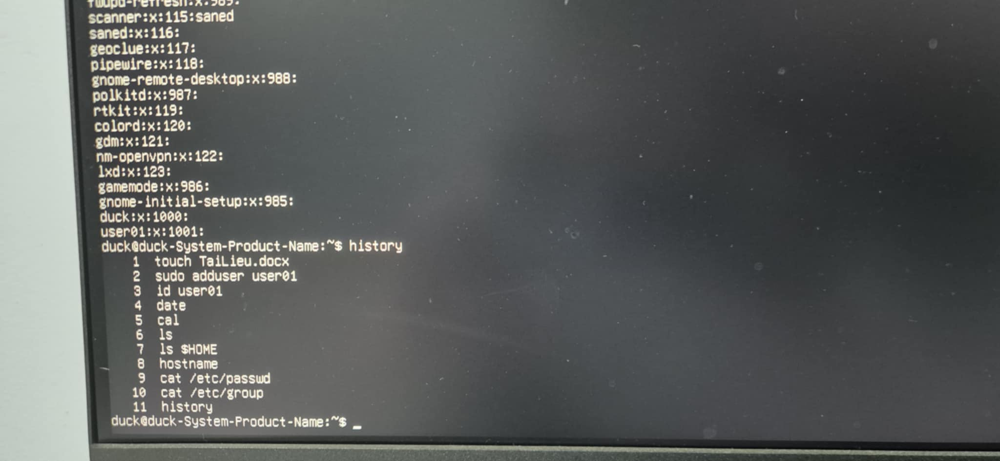 fwupd-refresh:x:989:
scanner:x:115:saned
saned:x:116:
geoclue:x:117:
pipewire:x:118:
gnome-remote-desktop:x:988:
polkitd:x:987:
rtkit:x:119:
colord:x:120:
gdm:x:121:
nm-openvpn:x:122:
lxd:x:123:
gamemode:x:986:
gnome-initial-setup:x:985:
duck:x:1000:
user01:x:1001:
duck@duck-System-Product-Name:~$ history
1 touch TaiLieu.docx
2 sudo adduser user01
3 id user01
4 date
5 cal
6 ls
7 ls $HOME
8 hostname
9 cat /etc/passwd
10 cat /etc/group
11 history
duck@duck-System-Product-Name:~$ _